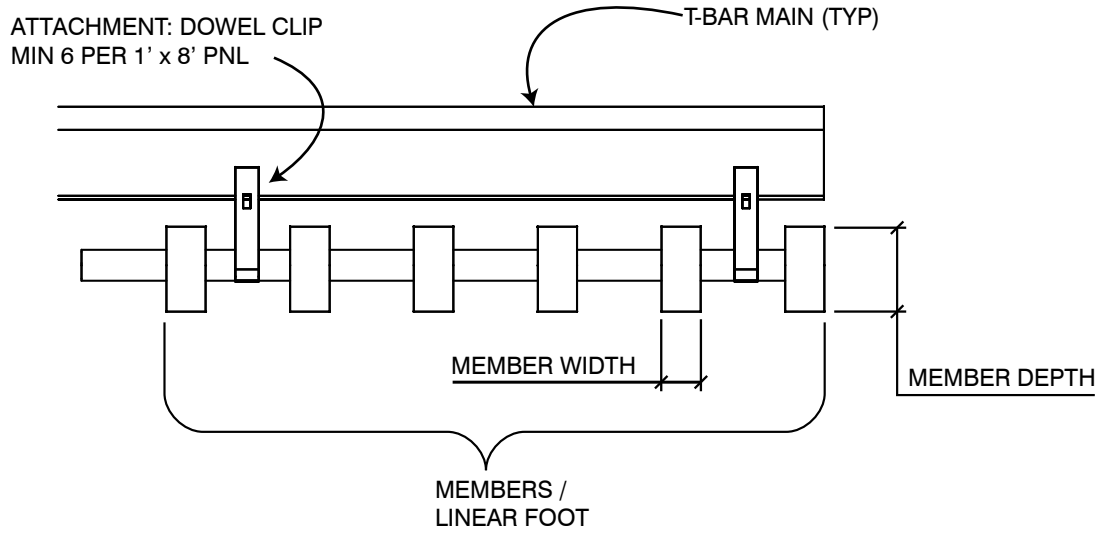 ATTACHMENT: DOWEL CLIP
MIN 6 PER 1’ x 8’ PNL
T-BAR MAIN (TYP)
MEMBER WIDTH
MEMBER DEPTH
MEMBERS /
LINEAR FOOT